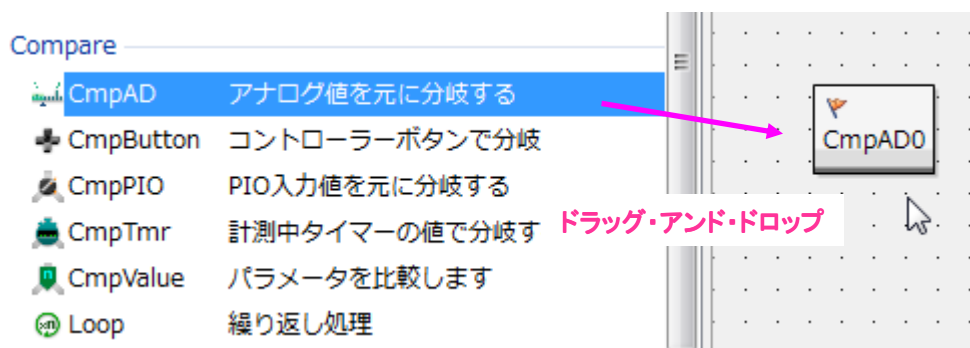 Compare
CmpAD アナログ値を元に分岐する
CmpAD0
CmpButton コントローラーボタンで分岐
CmpPIO PIO入力値を元に分岐する
ドラッグ・アンド・ドロップ
CmpTmr 計測中タイマーの値で分岐す
CmpValue パラメータを比較します
Loop 繰り返し処理